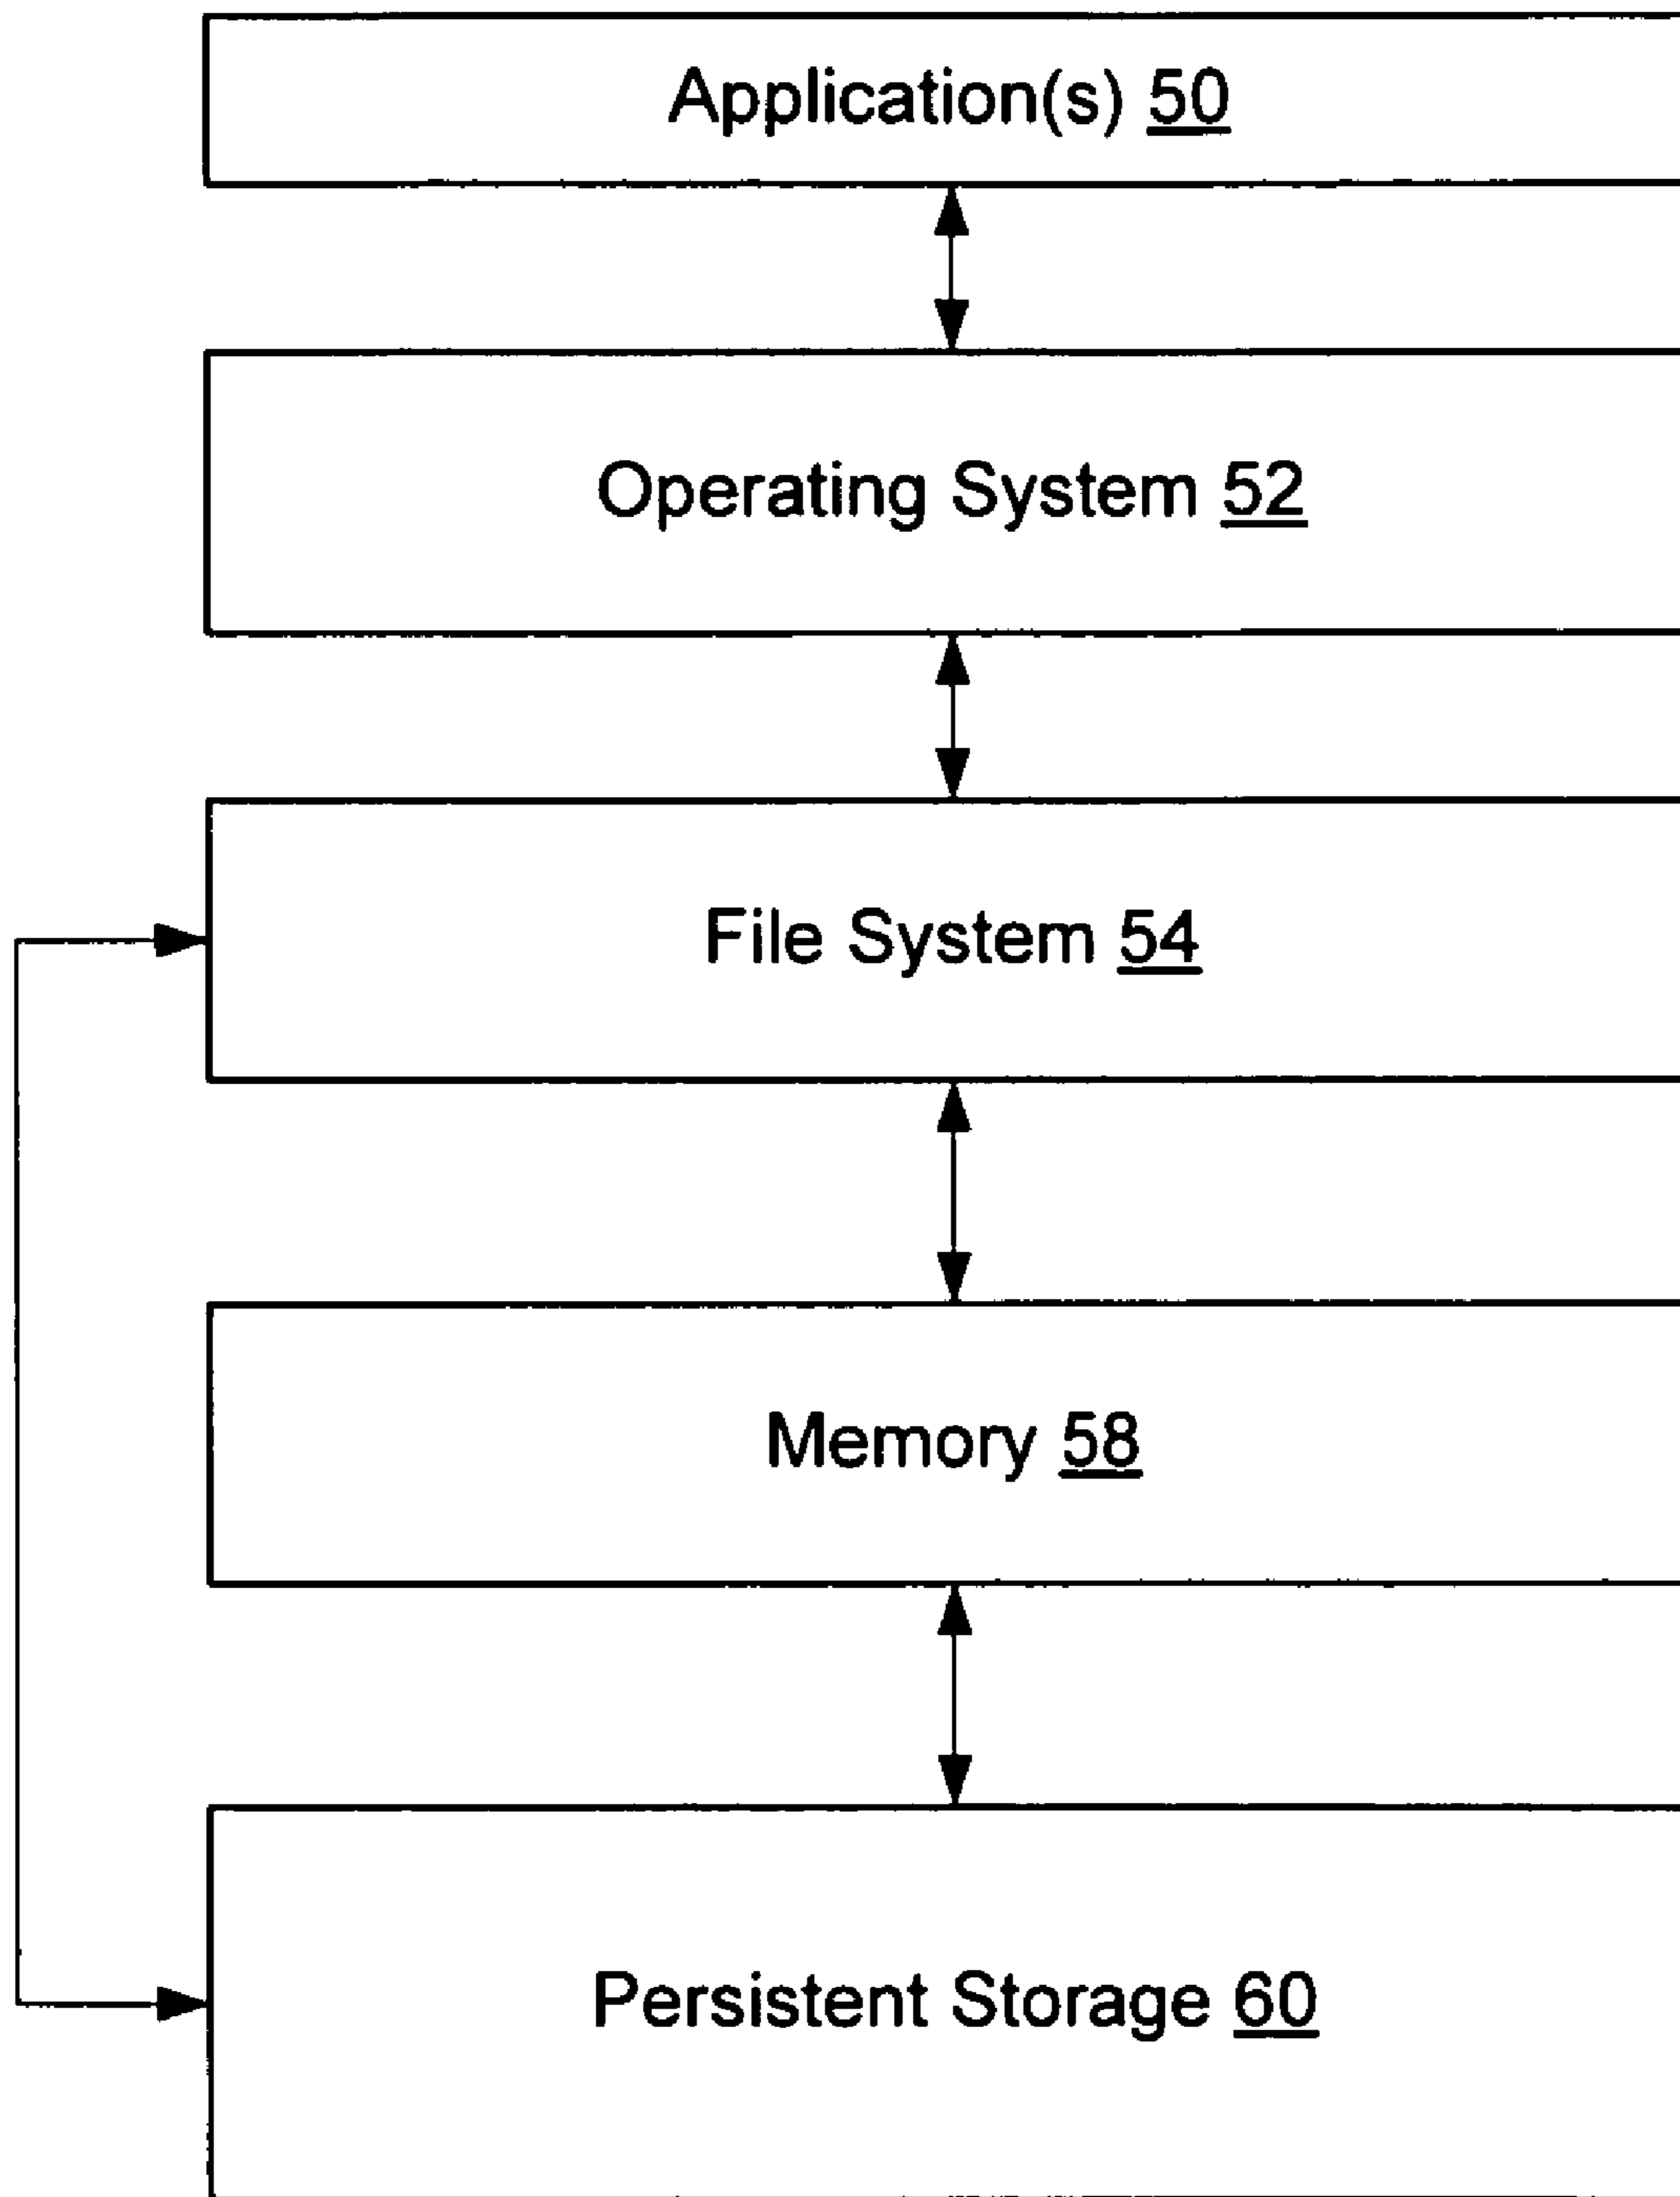 Application(s) 50
Operating System 52
File System 54
Memory 58
Persistent Storage 60